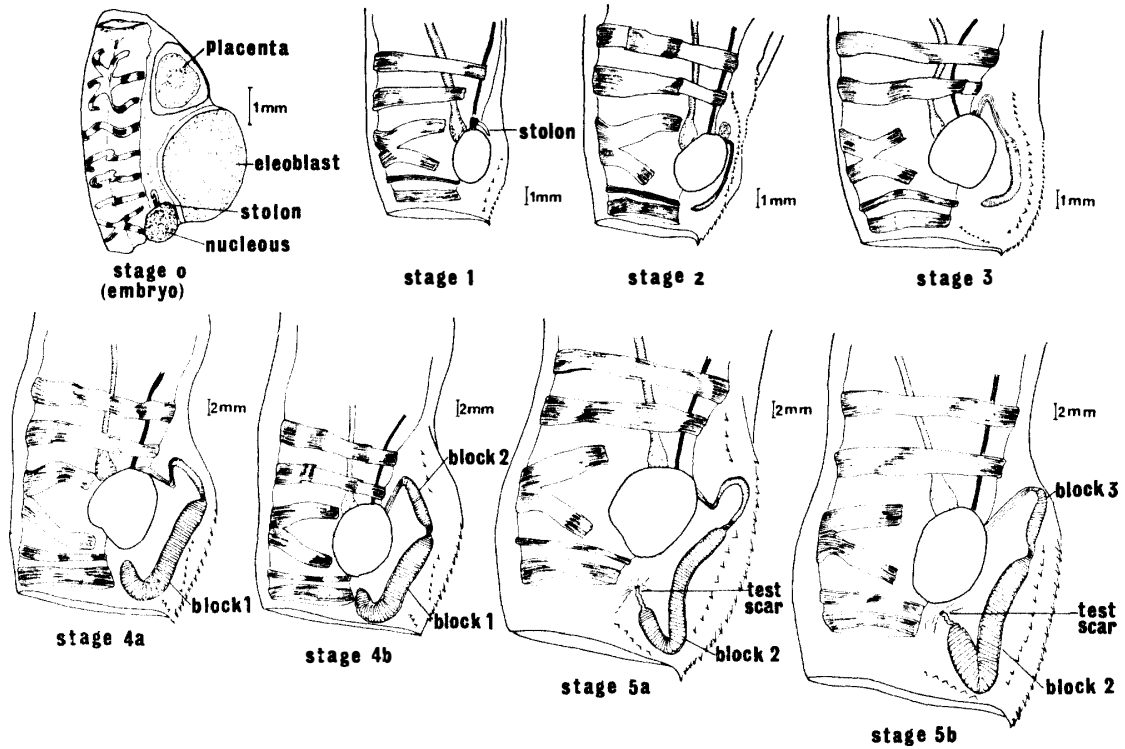 Placenta
1mm
eleoblast
stolon
nucleous
stage o
(embryo)
stolon
1mm
stage 1
1mm
stage 2
1mm
stage 3
2mm
block1
stage 4a
2mm
block 2
block 1
stage 4b
2mm
test
scar
block 2
stage 5a
2mm
block 3
test
scar
block 2
stage 5b